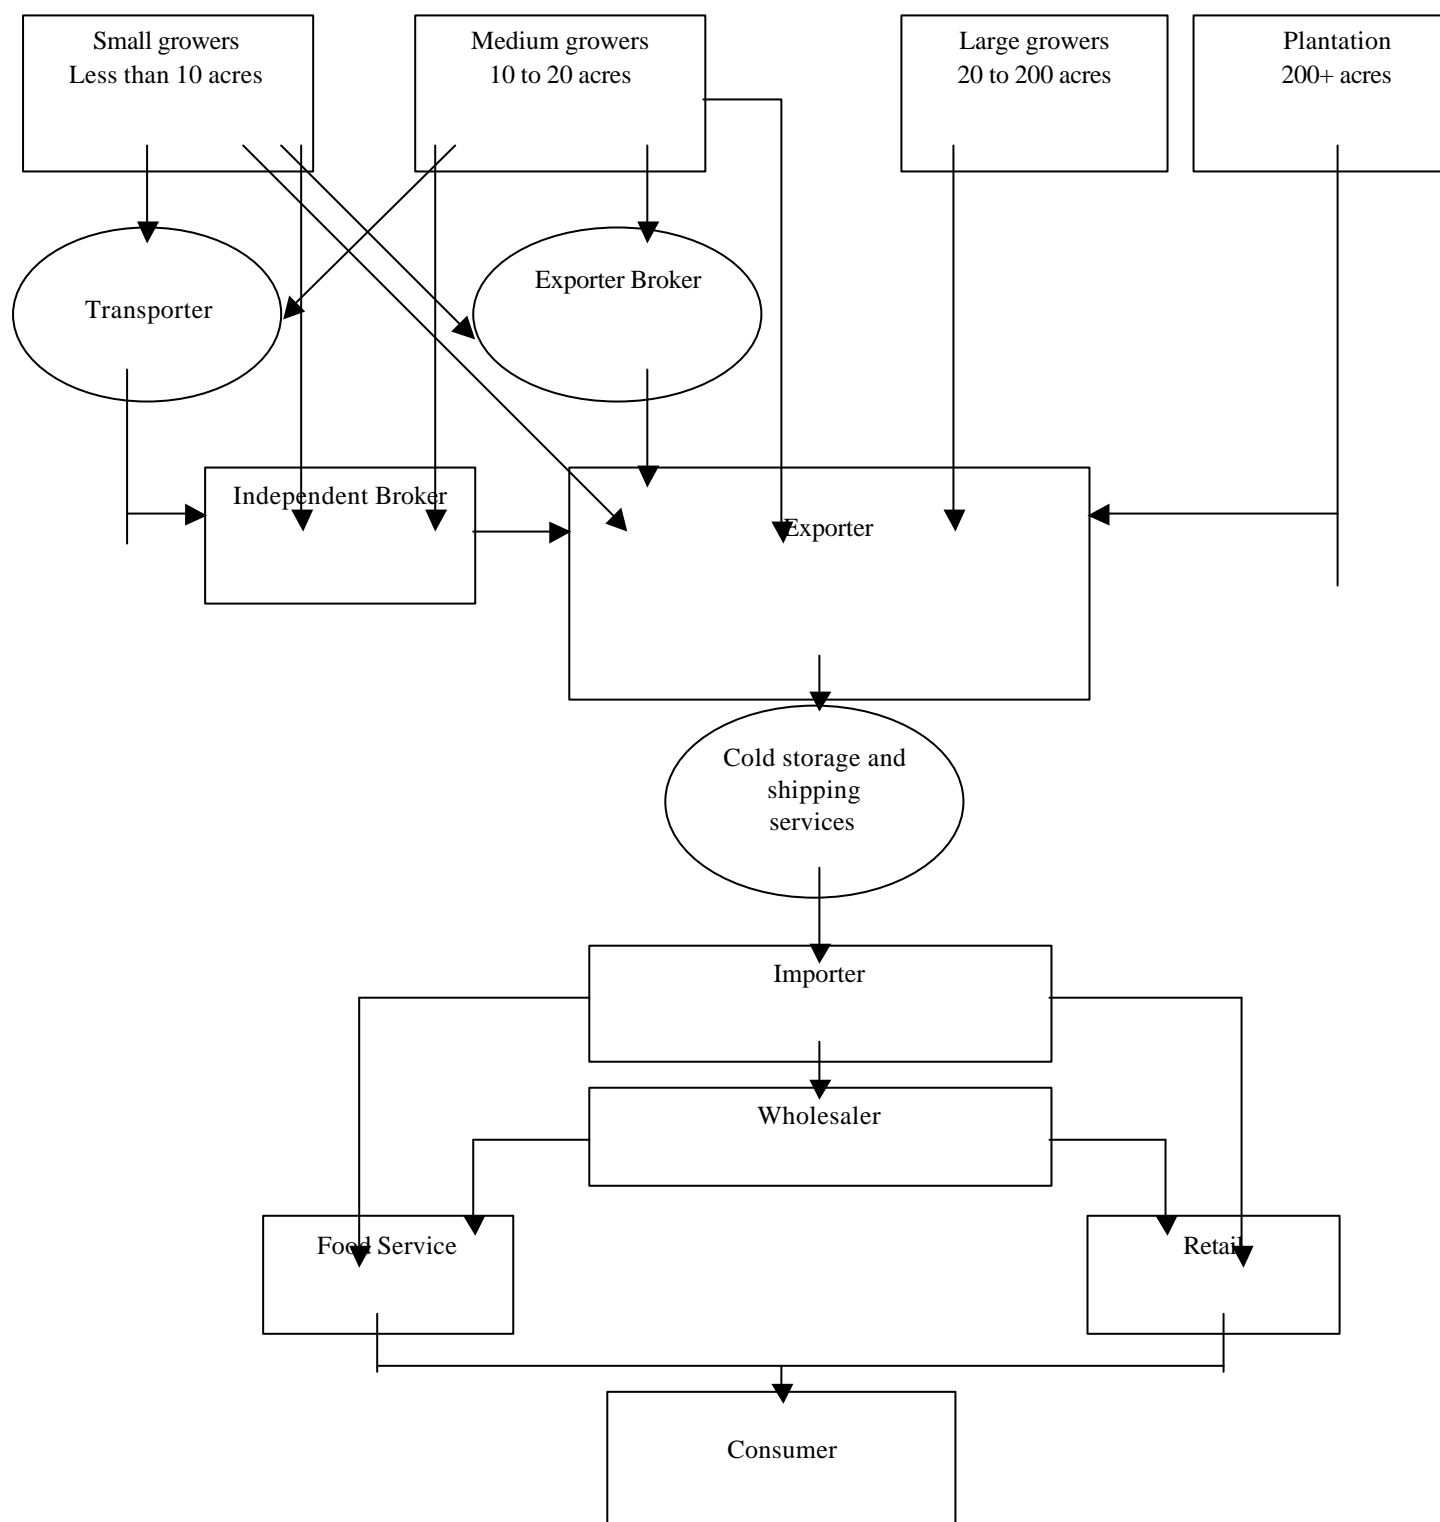 Small growers
Less than 10 acres
Medium growers
10 to 20 acres
Large growers
20 to 200 acres
Plantation
200+ acres
Transporter
Exporter Broker
Independent Broker
Exporter
Cold storage and
shipping
services
Importer
Wholesaler
Food Service
Retail
Consumer